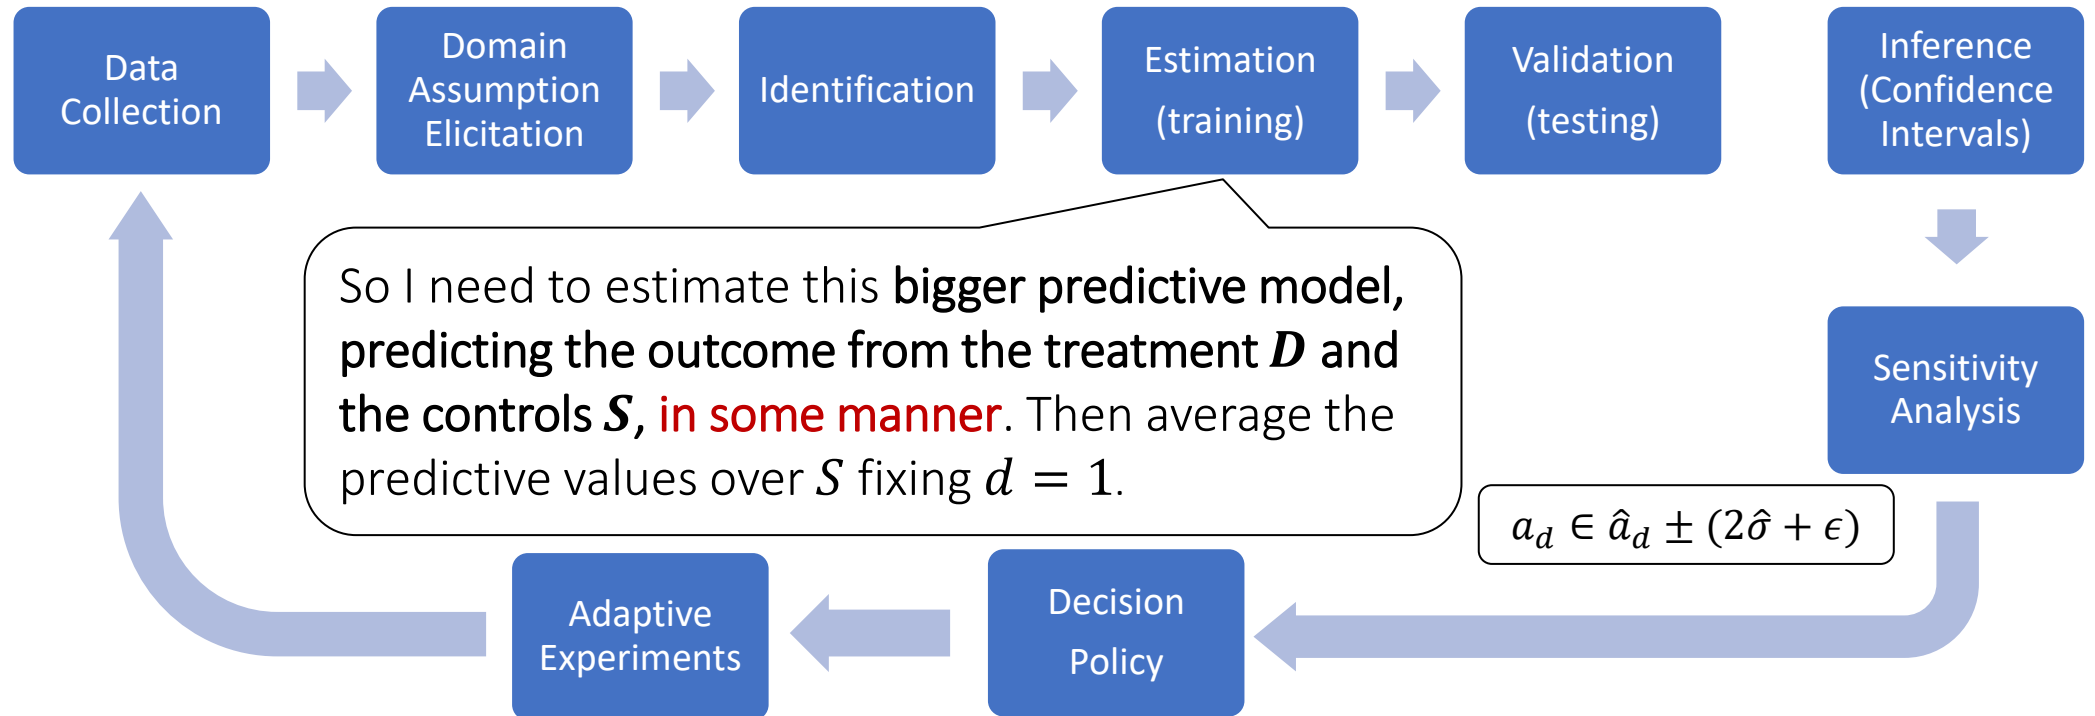 Data
Collection
Domain
Assumption
Elicitation
Identification
Estimation
(training)
Validation
(testing)
Inference
(Confidence
Intervals)
So I need to estimate this bigger predictive model,
predicting the outcome from the treatment D and
the controls S, in some manner. Then average the
predictive values over S fixing d = 1.
Sensitivity
Analysis
a_d ∈ â_d ± (2σ̂ + ϵ)
Decision
Policy
Adaptive
Experiments